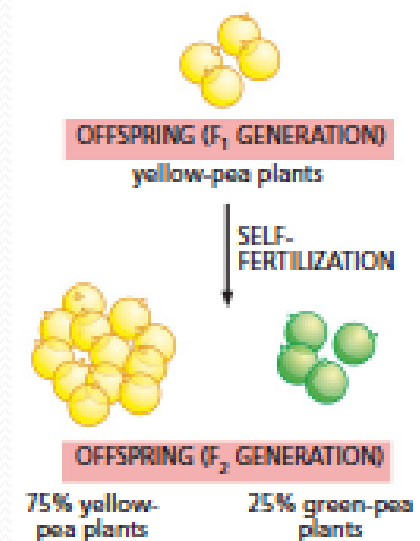 OFFSPRING (F₁ GENERATION)
yellow-pea plants
SELF-
FERTILIZATION
OFFSPRING (F₂ GENERATION)
75% yellow-
pea plants
25% green-pea
plants